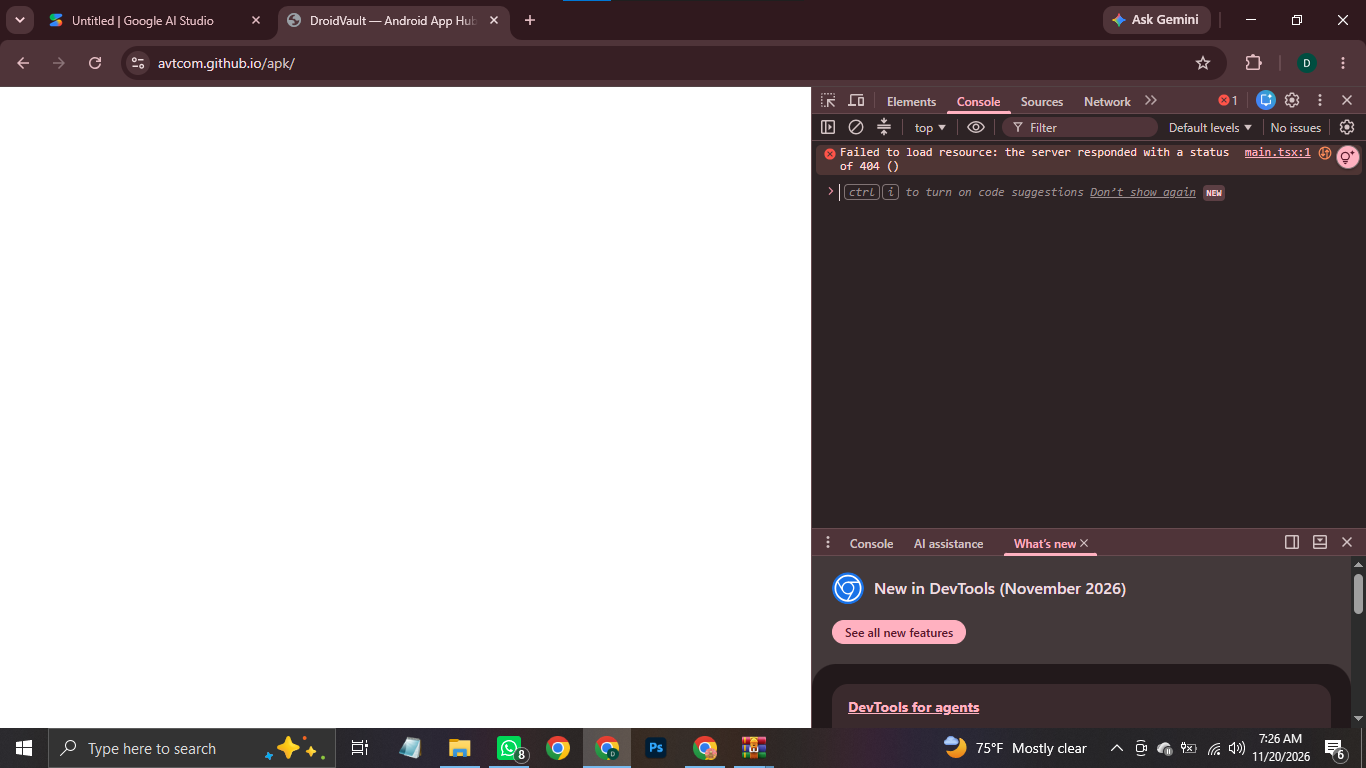 Untitled | Google AI Studio
DroidVault — Android App Hub
Ask Gemini
avtcom.github.io/apk/
D
Elements
Console
Sources
Network
1
top
Filter
Default levels
No issues
Failed to load resource: the server responded with a status of 404 ()
main.tsx:1
ctrl i to turn on code suggestions Don't show again NEW
Console
AI assistance
What's new
New in DevTools (November 2026)
See all new features
DevTools for agents
Type here to search
8
D
Ps
75°F Mostly clear
7:26 AM
11/20/2026
6